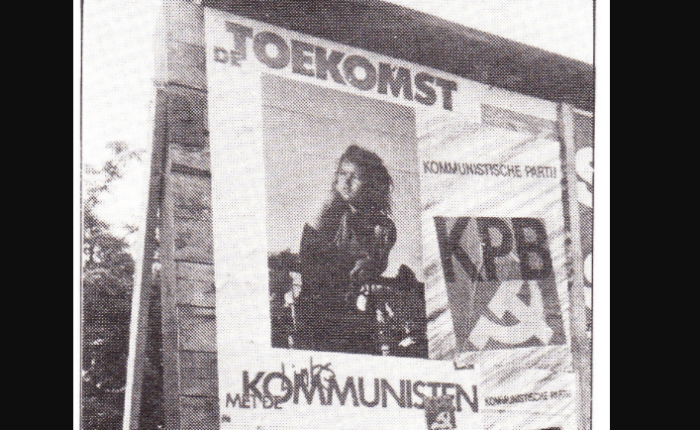 DE TOEKOMST
KOMMUNISTISCHE PARTIJ
KPB
Links
MET DE KOMMUNISTEN
KOMMUNISTISCHE PARTIJ